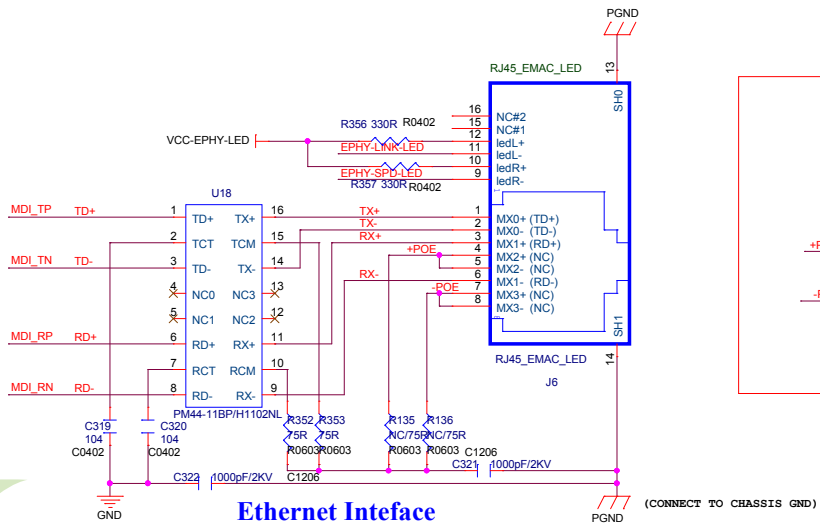 PGND
RJ45_EMAC_LED
13
SH0
16 NC#2
15 NC#1
R356 330R R0402
12 ledL+
VCC-EPHY-LED
EPHY-LINK-LED 11 ledL-
10 ledR+
EPHY-SPD-LED 9 ledR-
R357 330R R0402
U18
MDI_TP TD+ 1 TD+ TX+ 16 TX+ 1 MX0+ (TD+)
TX- 2 MX0- (TD-)
2 TCT TCM 15 RX+ 3 MX1+ (RD+)
+POE 4 MX2+ (NC)
MDI_TN TD- 3 TD- TX- 14 5 MX2- (NC)
RX- 6 MX1- (RD-)
4 NC0 NC3 13 -POE 7 MX3+ (NC)
8 MX3- (NC)
5 NC1 NC2 12
SH1
MDI_RP RD+ 6 RD+ RX+ 11
14
7 RCT RCM 10 RJ45_EMAC_LED
J6
MDI_RN RD- 8 RD- RX- 9
PM44-11BP/H1102NL
C319 C320 R352 R353 R135 R136
104 104 75R 75R NC/75R NC/75R
C0402 C0402 R0603 R0603 R0603 R0603
C1206
C321 1000pF/2KV
C322 1000pF/2KV C1206
GND
Ethernet Inteface
PGND
(CONNECT TO CHASSIS GND)